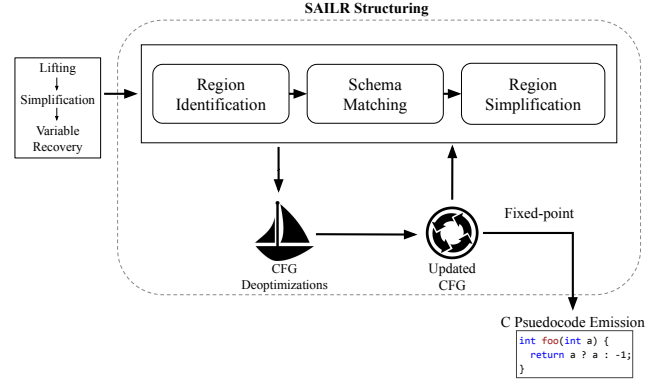 SAILR Structuring
Lifting
Simplification
Variable
Recovery
Region
Identification
Schema
Matching
Region
Simplification
Fixed-point
CFG
Deoptimizations
Updated
CFG
C Psuedocode Emission
int foo(int a) {
  return a ? a : -1;
}